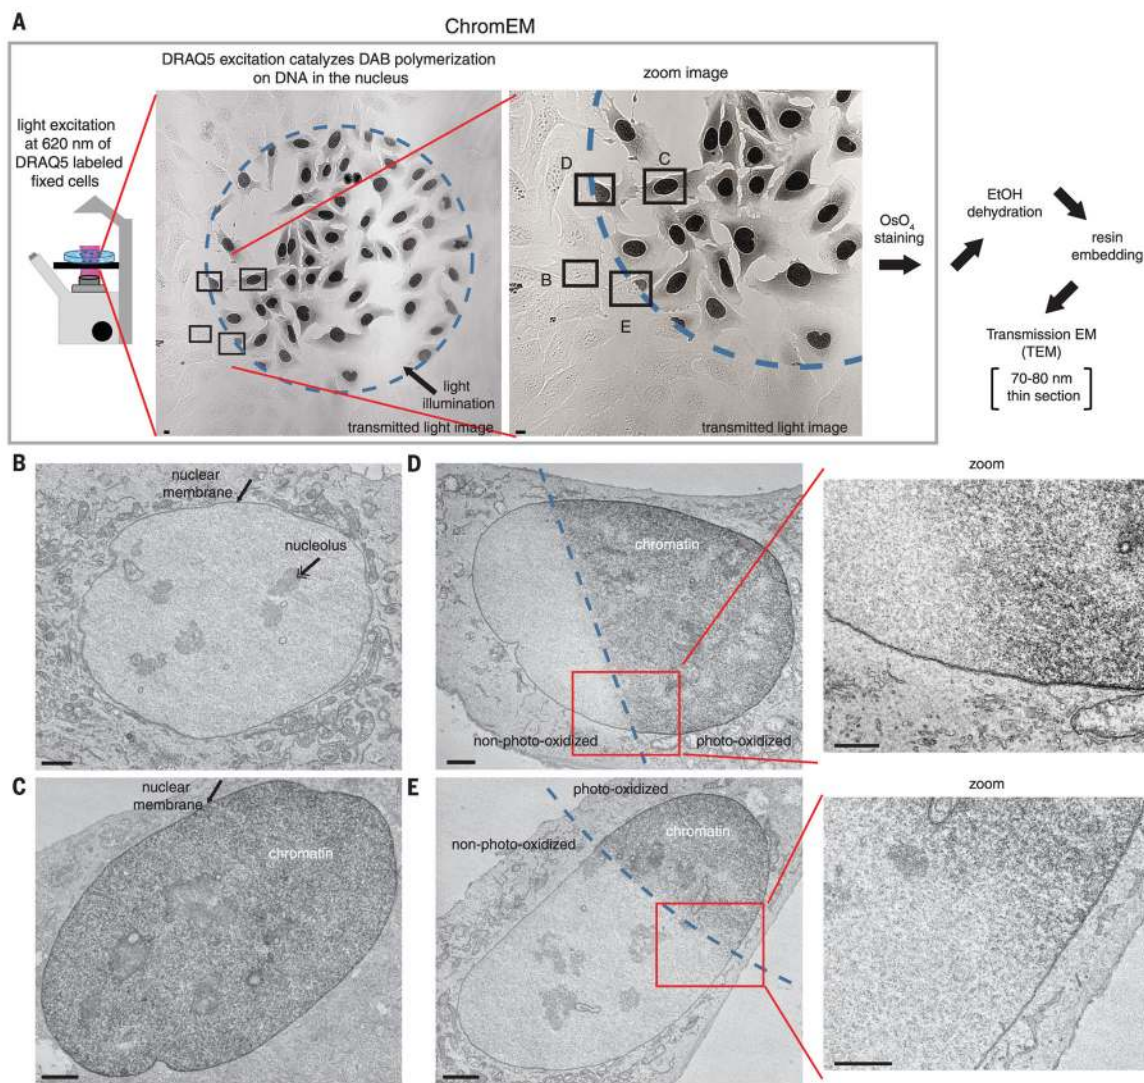 A
ChromEM
DRAQ5 excitation catalyzes DAB polymerization
on DNA in the nucleus
zoom image
light excitation
at 620 nm of
DRAQ5 labeled
fixed cells
D
C
B
E
light
illumination
transmitted light image
transmitted light image
OsO₄
staining
EtOH
dehydration
resin
embedding
Transmission EM
(TEM)
70-80 nm
thin section
B
nuclear
membrane
nucleolus
D
chromatin
non-photo-oxidized
photo-oxidized
zoom
C
nuclear
membrane
chromatin
E
photo-oxidized
non-photo-oxidized
chromatin
zoom